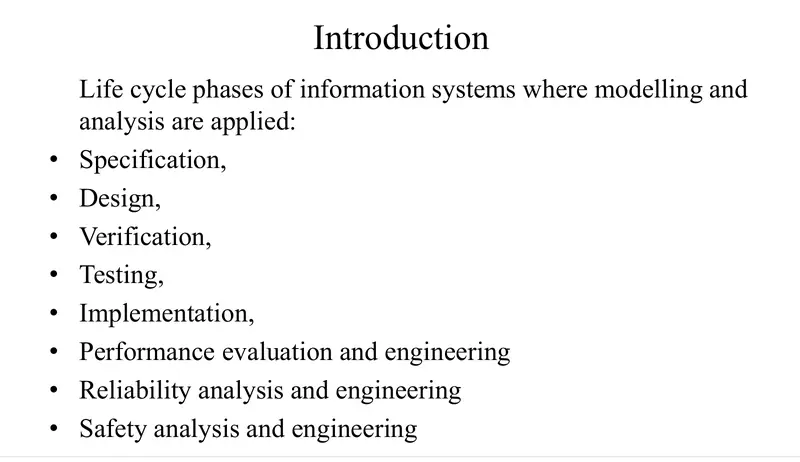 Introduction
Life cycle phases of information systems where modelling and
analysis are applied:
• Specification,
• Design,
• Verification,
• Testing,
• Implementation,
• Performance evaluation and engineering
• Reliability analysis and engineering
• Safety analysis and engineering